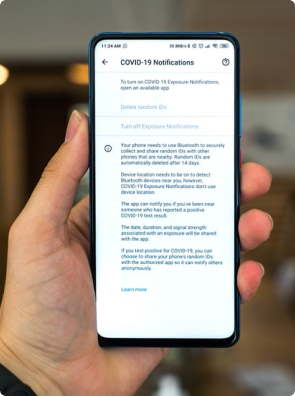 11:24 AM
35.8KB/s
COVID-19 Notifications
To turn on COVID-19 Exposure Notifications,
open an available app
Delete random IDs
Turn off Exposure Notifications
Your phone needs to use Bluetooth to securely
collect and share random IDs with other
phones that are nearby. Random IDs are
automatically deleted after 14 days.
Device location needs to be on to detect
Bluetooth devices near you, however,
COVID-19 Exposure Notifications don't use
device location.
The app can notify you if you've been near
someone who has reported a positive
COVID-19 test result.
The date, duration, and signal strength
associated with an exposure will be shared
with the app.
If you test positive for COVID-19, you can
choose to share your phone's random IDs
with the authorized app so it can notify others
anonymously.
Learn more